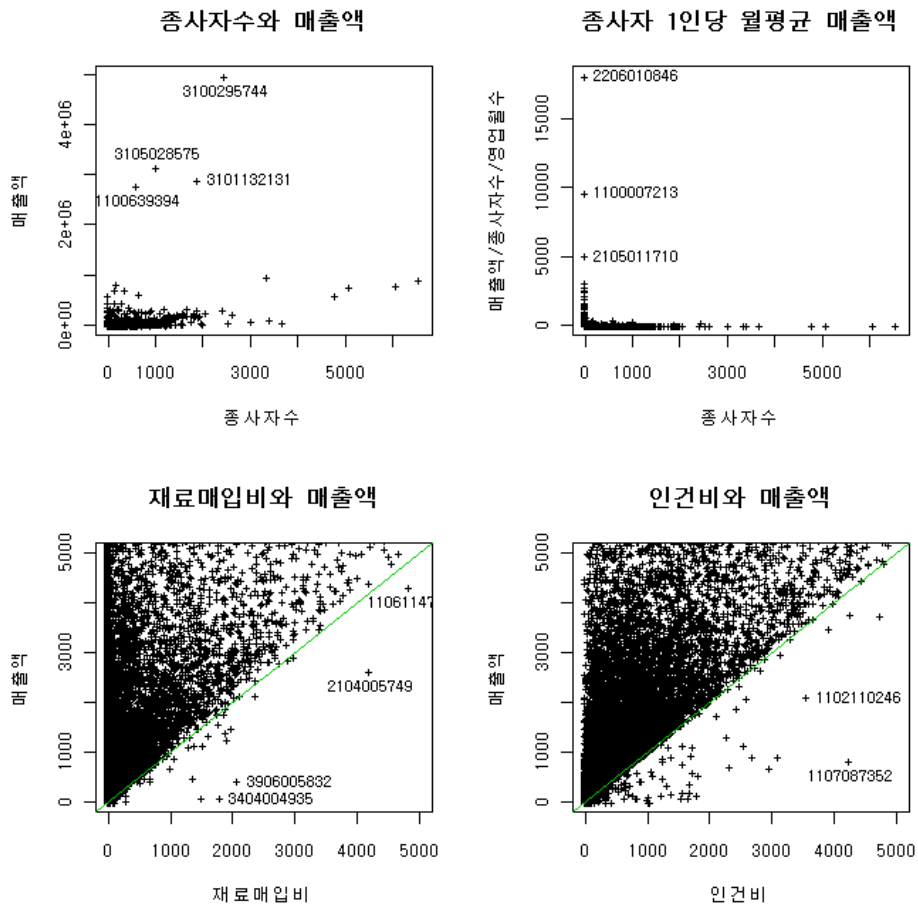 종사자수와 매출액
3100295744
3105028575
3101132131
1100639394
매출액
0e+00 2e+06 4e+06
0 1000 3000 5000
종사자수
종사자 1인당 월평균 매출액
2206010846
1100007213
2105011710
매출액/종사자수/영업월수
0 5000 10000 15000
0 1000 3000 5000
종사자수
재료매입비와 매출액
11061147
2104005749
3906005832
3404004935
매출액
0 1000 3000 5000
0 1000 2000 3000 4000 5000
재료매입비
인건비와 매출액
1102110246
1107087352
매출액
0 1000 3000 5000
0 1000 2000 3000 4000 5000
인건비